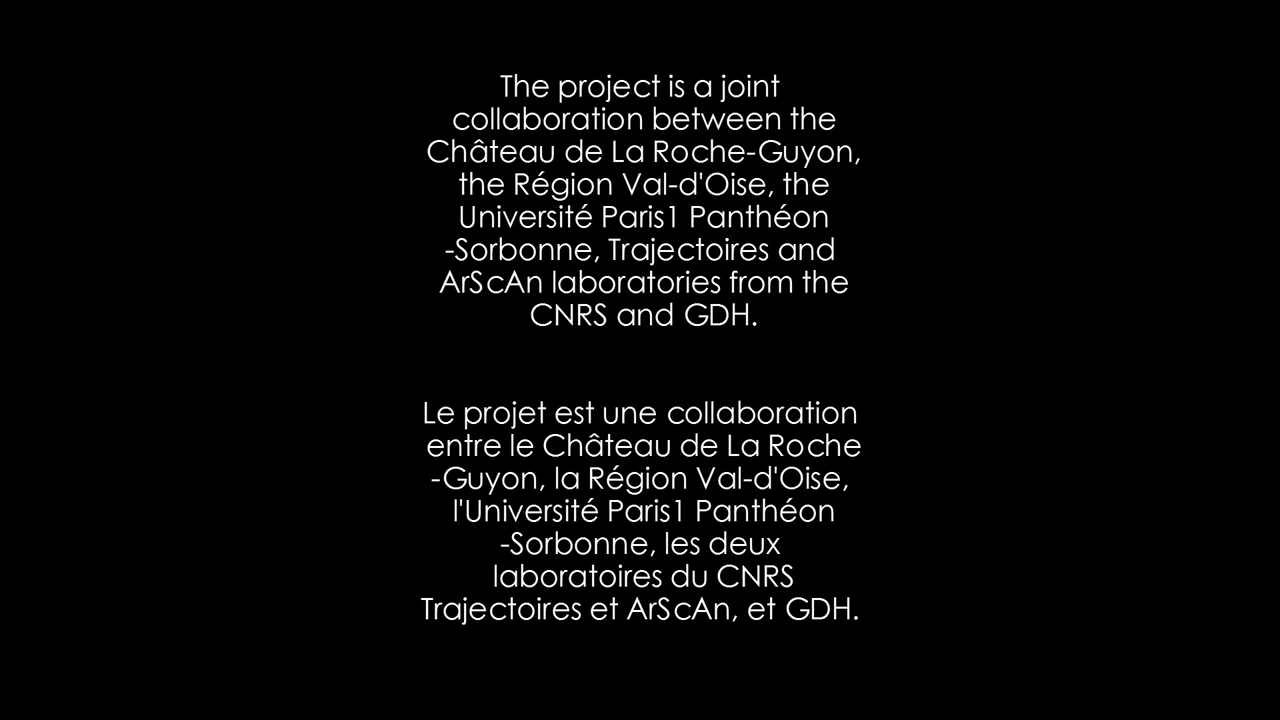 The project is a joint
collaboration between the
Château de La Roche-Guyon,
the Région Val-d'Oise, the
Université Paris1 Panthéon
-Sorbonne, Trajectoires and
ArScAn laboratories from the
CNRS and GDH.
Le projet est une collaboration
entre le Château de La Roche
-Guyon, la Région Val-d'Oise,
l'Université Paris1 Panthéon
-Sorbonne, les deux
laboratoires du CNRS
Trajectoires et ArScAn, et GDH.